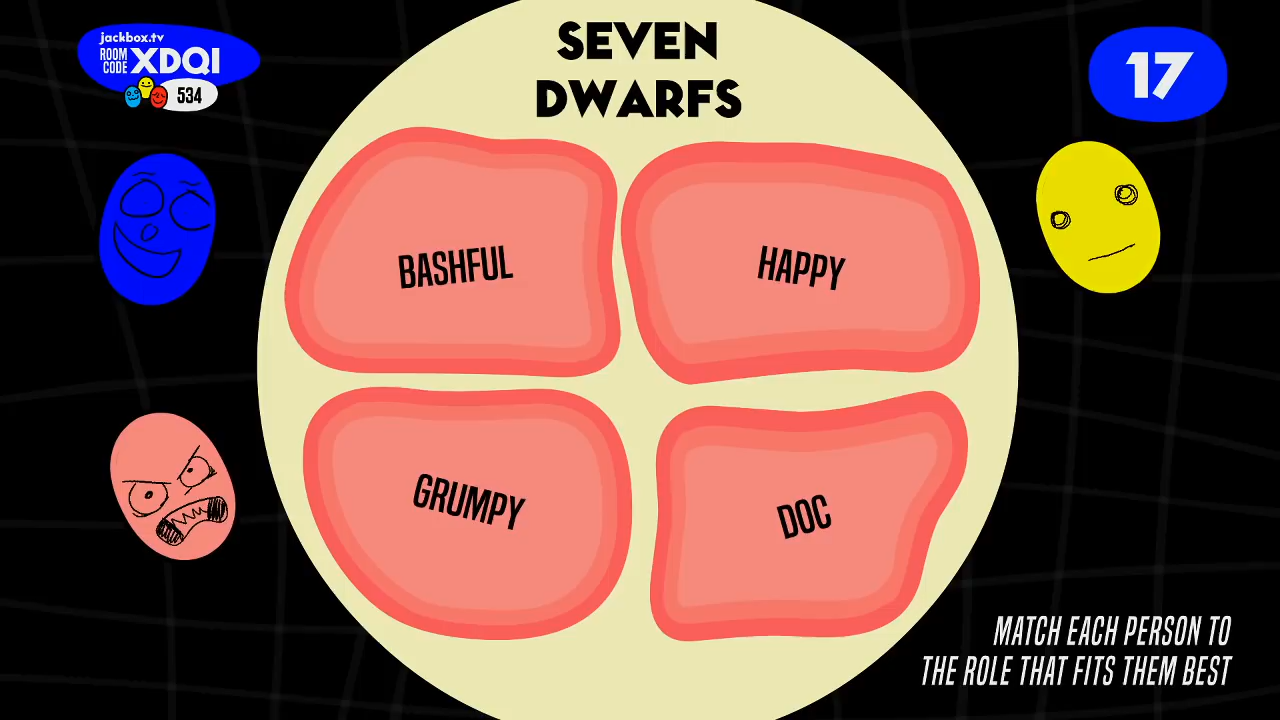 jackbox.tv
ROOM CODE XDQI
534
SEVEN
DWARFS
17
BASHFUL
HAPPY
GRUMPY
DOC
MATCH EACH PERSON TO
THE ROLE THAT FITS THEM BEST